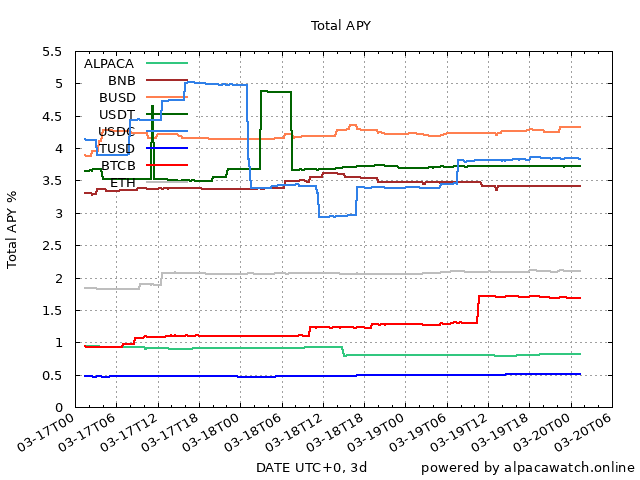 Total APY
5.5
5
4.5
4
3.5
3
2.5
2
1.5
1
0.5
0
Total APY %
ALPACA
BNB
BUSD
USDT
USDC
TUSD
BTCB
ETH
03-17T00
03-17T06
03-17T12
03-17T18
03-18T00
03-18T06
03-18T12
03-18T18
03-19T00
03-19T06
03-19T12
03-19T18
03-20T00
03-20T06
DATE UTC+0, 3d
powered by alpacawatch.online